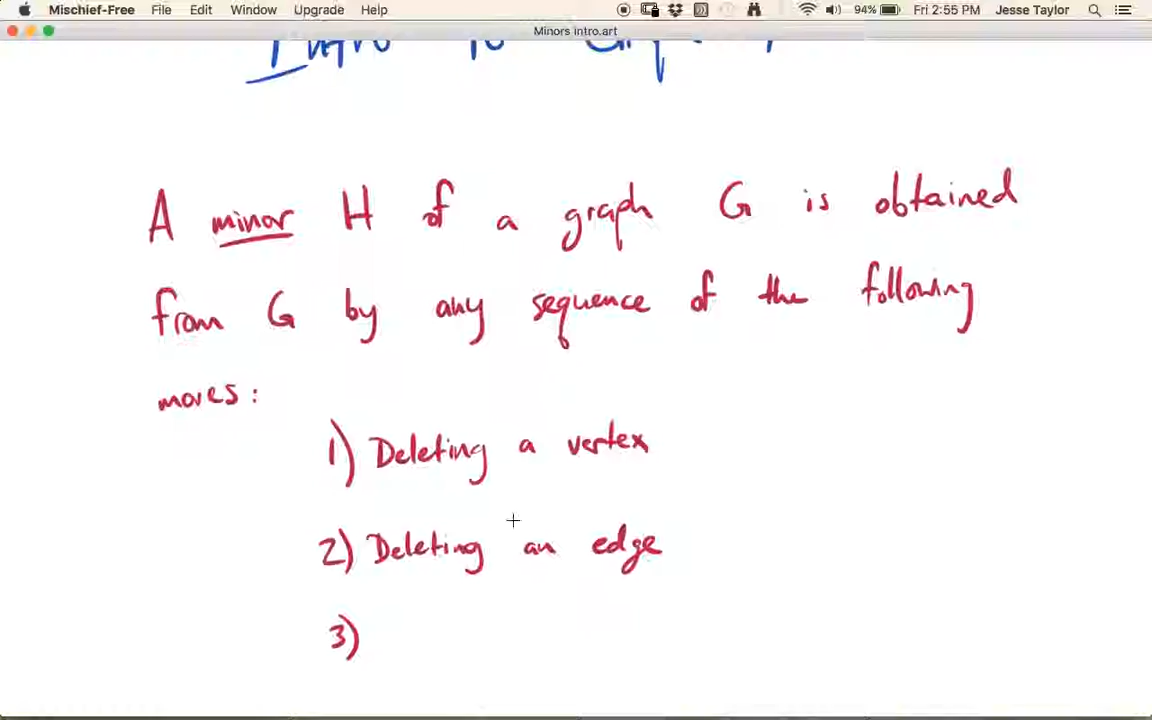 Mischief-Free File Edit Window Upgrade Help 94% Fri 2:55 PM Jesse Taylor
Minors intro.art
Intro to
A minor H of a graph G is obtained
from G by any sequence of the following
moves:
1) Deleting a vertex
2) Deleting an edge
3)